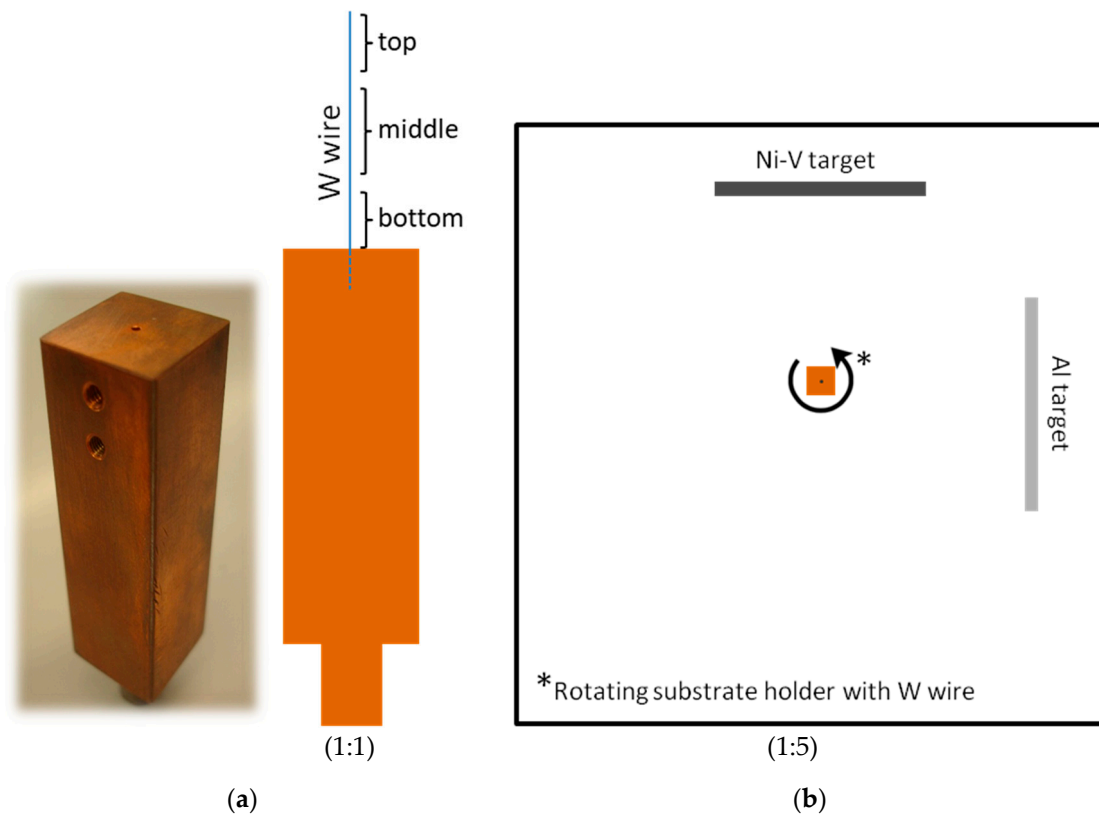 top
W wire
middle
bottom
(1:1)
(a)
Ni-V target
*
Al target
*Rotating substrate holder with W wire
(1:5)
(b)